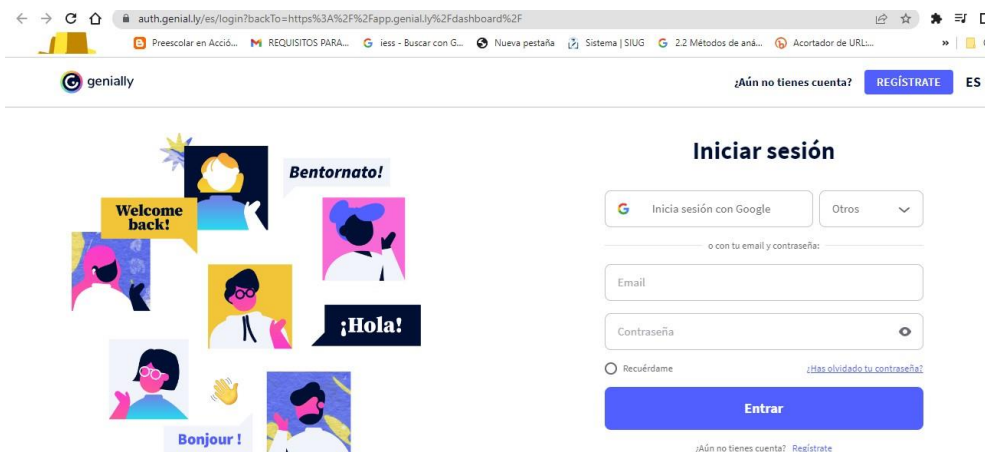 auth.genial.ly/es/login?backTo=https%3A%2F%2Fapp.genial.ly%2Fdashboard%2F
Preescolar en Acció... REQUISITOS PARA... iess - Buscar con G... Nueva pestaña Sistema | SIUG 2.2 Métodos de aná... Acortador de URL:... »
genially
¿Aún no tienes cuenta? REGÍSTRATE ES
Iniciar sesión
Inicia sesión con Google
Otros
o con tu email y contraseña:
Email
Contraseña
Recuérdame
¿Has olvidado tu contraseña?
Entrar
¿Aún no tienes cuenta? Regístrate
Bentornato!
Welcome
back!
¡Hola!
Bonjour !